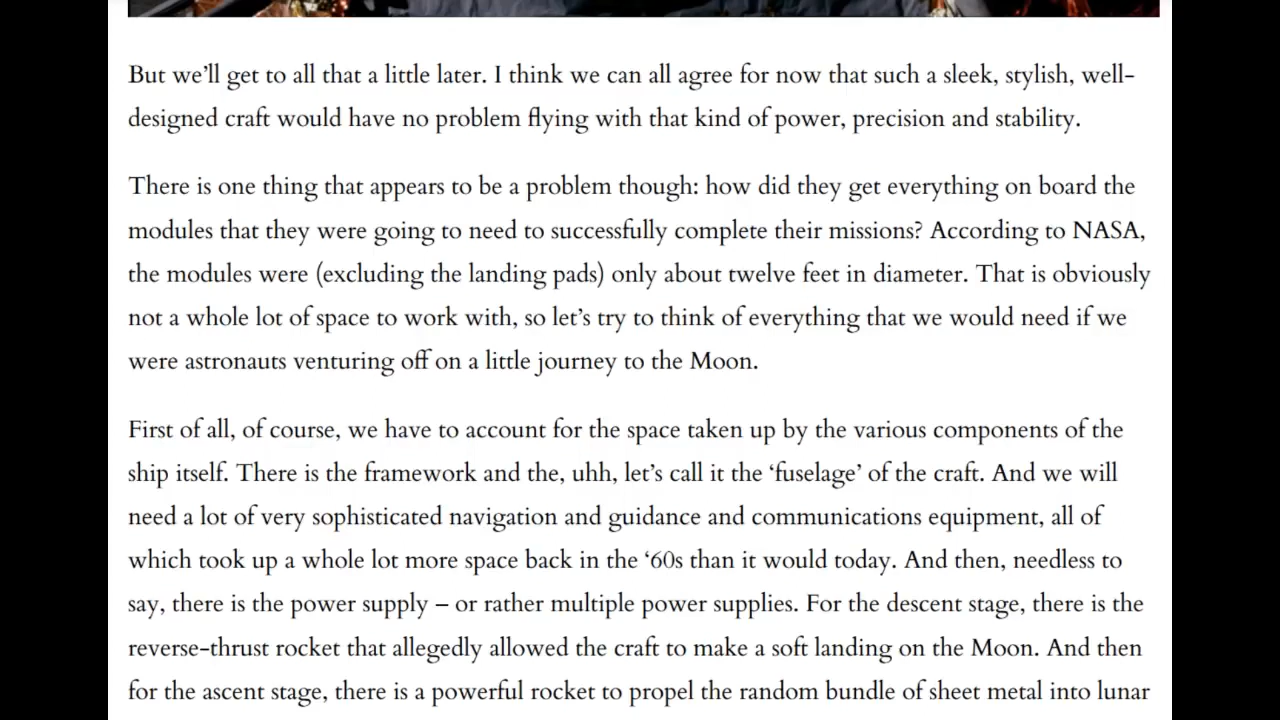 But we’ll get to all that a little later. I think we can all agree for now that such a sleek, stylish, well-
designed craft would have no problem flying with that kind of power, precision and stability.
There is one thing that appears to be a problem though: how did they get everything on board the
modules that they were going to need to successfully complete their missions? According to NASA,
the modules were (excluding the landing pads) only about twelve feet in diameter. That is obviously
not a whole lot of space to work with, so let’s try to think of everything that we would need if we
were astronauts venturing off on a little journey to the Moon.
First of all, of course, we have to account for the space taken up by the various components of the
ship itself. There is the framework and the, uhh, let’s call it the ‘fuselage’ of the craft. And we will
need a lot of very sophisticated navigation and guidance and communications equipment, all of
which took up a whole lot more space back in the ‘60s than it would today. And then, needless to
say, there is the power supply – or rather multiple power supplies. For the descent stage, there is the
reverse-thrust rocket that allegedly allowed the craft to make a soft landing on the Moon. And then
for the ascent stage, there is a powerful rocket to propel the random bundle of sheet metal into lunar